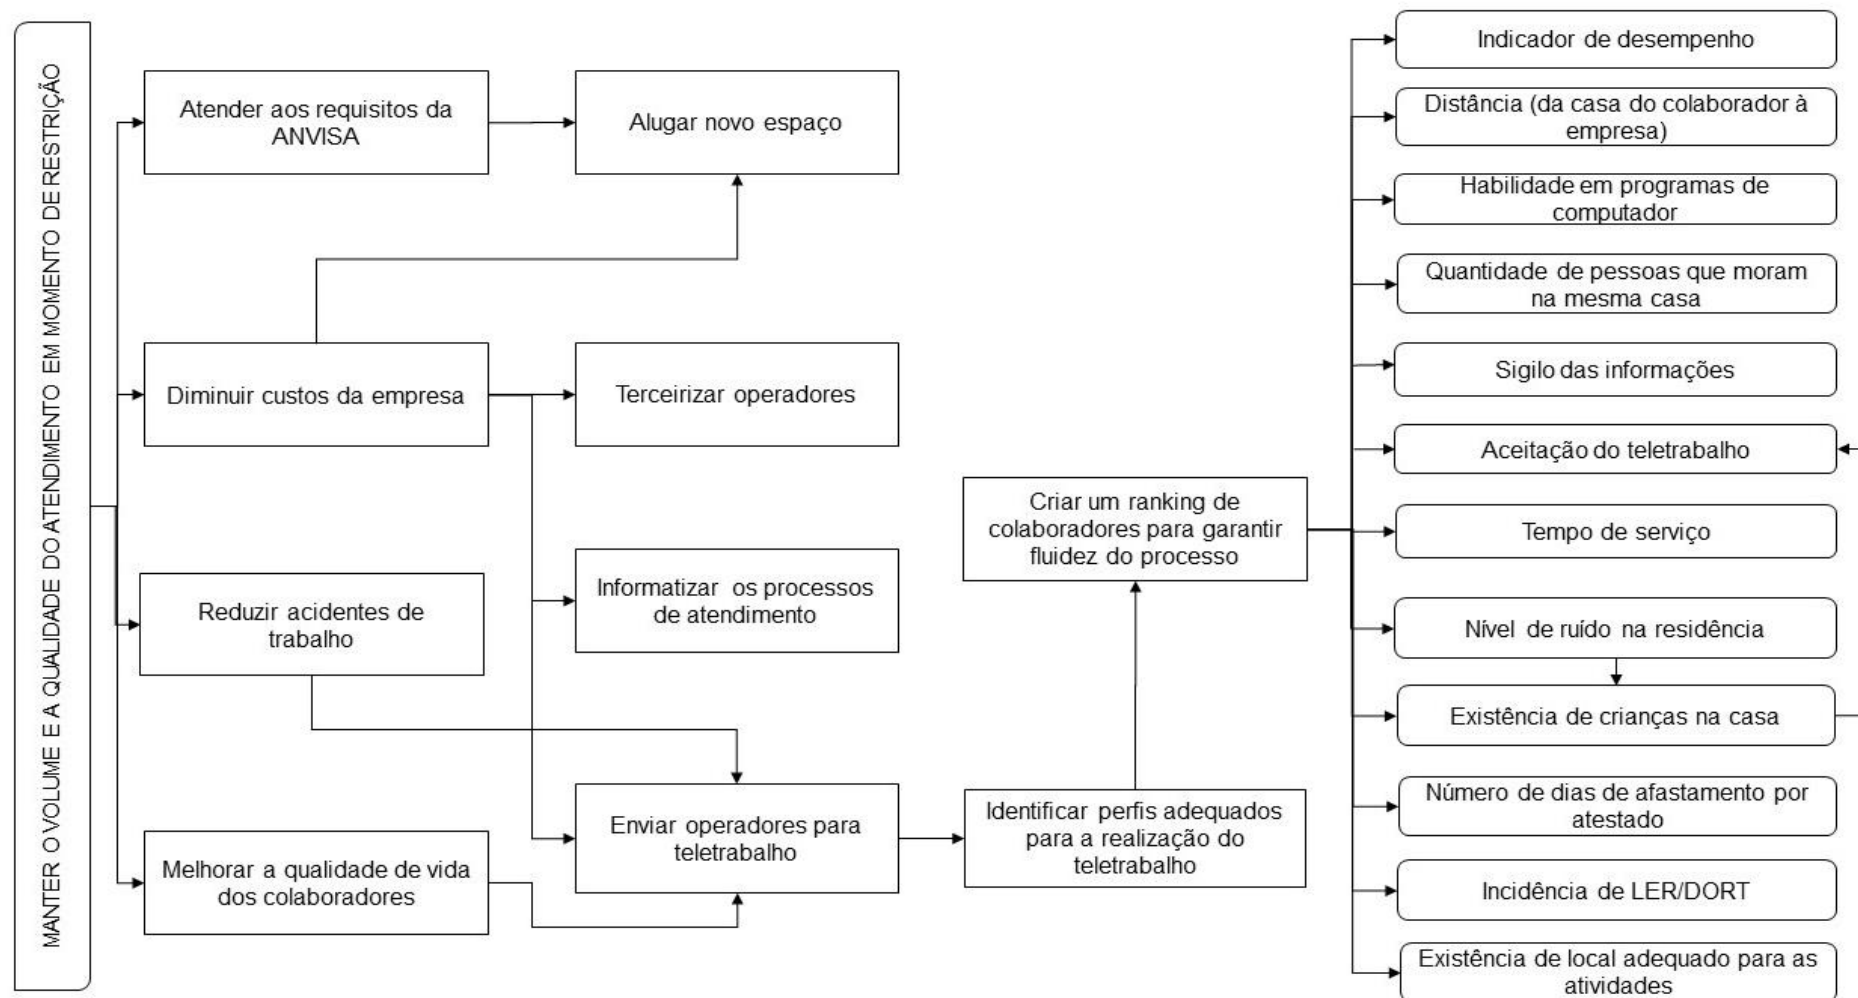 MANTER O VOLUME E A QUALIDADE DO ATENDIMENTO EM MOMENTO DE RESTRIÇÃO
Atender aos requisitos da
ANVISA
Diminuir custos da empresa
Reduzir acidentes de
trabalho
Melhorar a qualidade de vida
dos colaboradores
Alugar novo espaço
Terceirizar operadores
Informatizar os processos
de atendimento
Enviar operadores para
teletrabalho
Criar um ranking de
colaboradores para garantir
fluidez do processo
Identificar perfis adequados
para a realização do
teletrabalho
Indicador de desempenho
Distância (da casa do colaborador à
empresa)
Habilidade em programas de
computador
Quantidade de pessoas que moram
na mesma casa
Sigilo das informações
Aceitação do teletrabalho
Tempo de serviço
Nível de ruído na residência
Existência de crianças na casa
Número de dias de afastamento por
atestado
Incidência de LER/DORT
Existência de local adequado para as
atividades